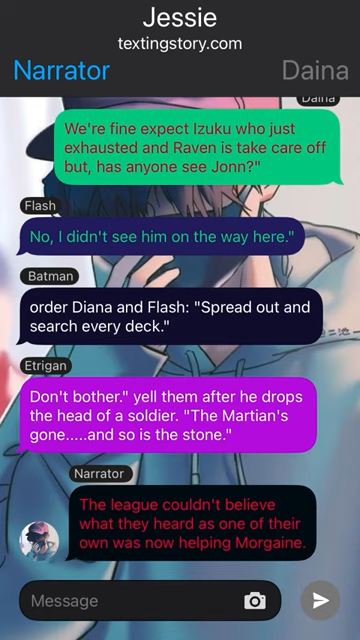 Jessie
textingstory.com
Narrator
Daina
Daina
We're fine expect Izuku who just
exhausted and Raven is take care off
but, has anyone see Jonn?"
Flash
No, I didn't see him on the way here."
Batman
order Diana and Flash: "Spread out and
search every deck."
Etrigan
Don't bother." yell them after he drops
the head of a soldier. "The Martian's
gone.....and so is the stone."
Narrator
The league couldn't believe
what they heard as one of their
own was now helping Morgaine.
Message